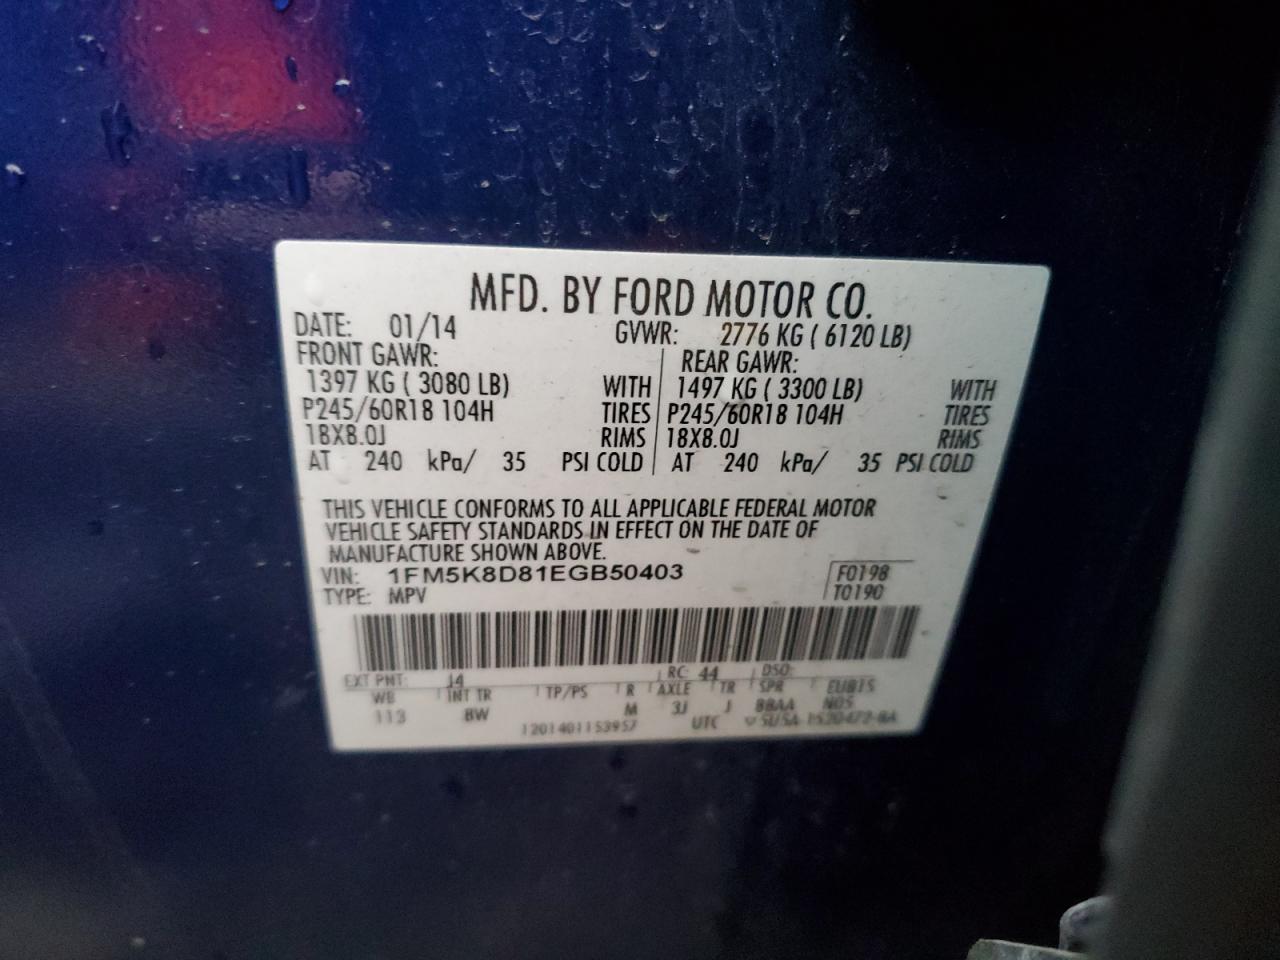 MFD. BY FORD MOTOR CO.
DATE: 01/14 GVWR: 2776 KG ( 6120 LB)
FRONT GAWR: REAR GAWR:
1397 KG ( 3080 LB) WITH 1497 KG ( 3300 LB) WITH
P245/60R18 104H TIRES P245/60R18 104H TIRES
18X8.0J RIMS 18X8.0J RIMS
AT 240 kPa/ 35 PSI COLD AT 240 kPa/ 35 PSI COLD
THIS VEHICLE CONFORMS TO ALL APPLICABLE FEDERAL MOTOR
VEHICLE SAFETY STANDARDS IN EFFECT ON THE DATE OF
MANUFACTURE SHOWN ABOVE.
VIN: 1FM5K8D81EGB50403 F0198
TYPE: MPV T0190
EXT PNT: J4 RC: 44 DSO:
WB INT TR TP/PS R AXLE TR SPR EUB15
113 BW M 3J J BBAA NOS
1201401153957 UTC